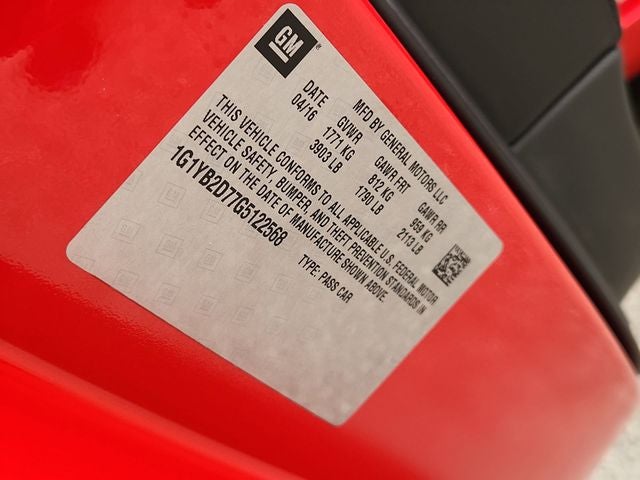 GM®
MFD BY GENERAL MOTORS LLC
DATE GVWR GAWR FRT GAWR RR
04/16 1771 KG 812 KG 959 KG
3903 LB 1790 LB 2113 LB
THIS VEHICLE CONFORMS TO ALL APPLICABLE U.S. FEDERAL MOTOR
VEHICLE SAFETY, BUMPER, AND THEFT PREVENTION STANDARDS IN
EFFECT ON THE DATE OF MANUFACTURE SHOWN ABOVE.
1G1YB2D77G5122568
TYPE: PASS CAR